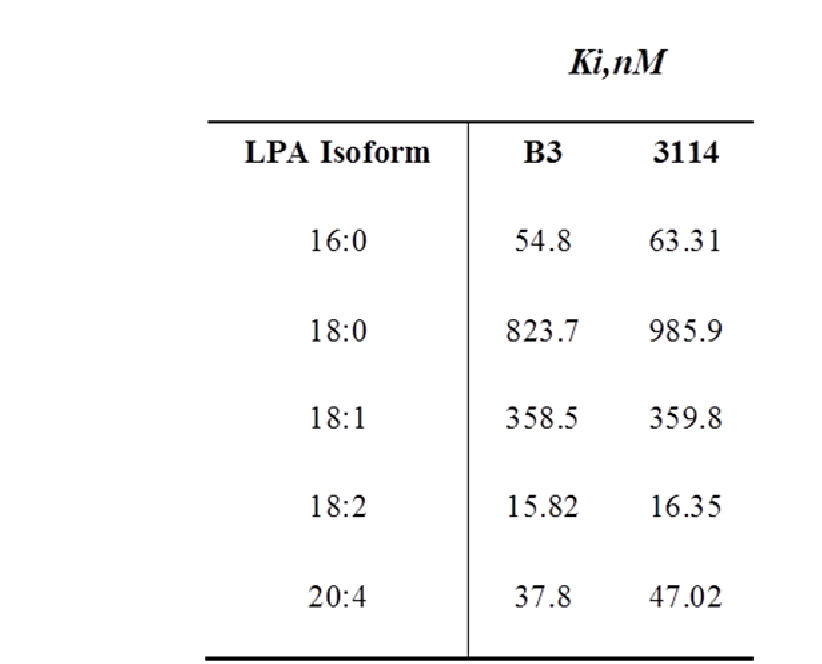 Ki,nM
LPA Isoform B3 3114
16:0 54.8 63.31
18:0 823.7 985.9
18:1 358.5 359.8
18:2 15.82 16.35
20:4 37.8 47.02